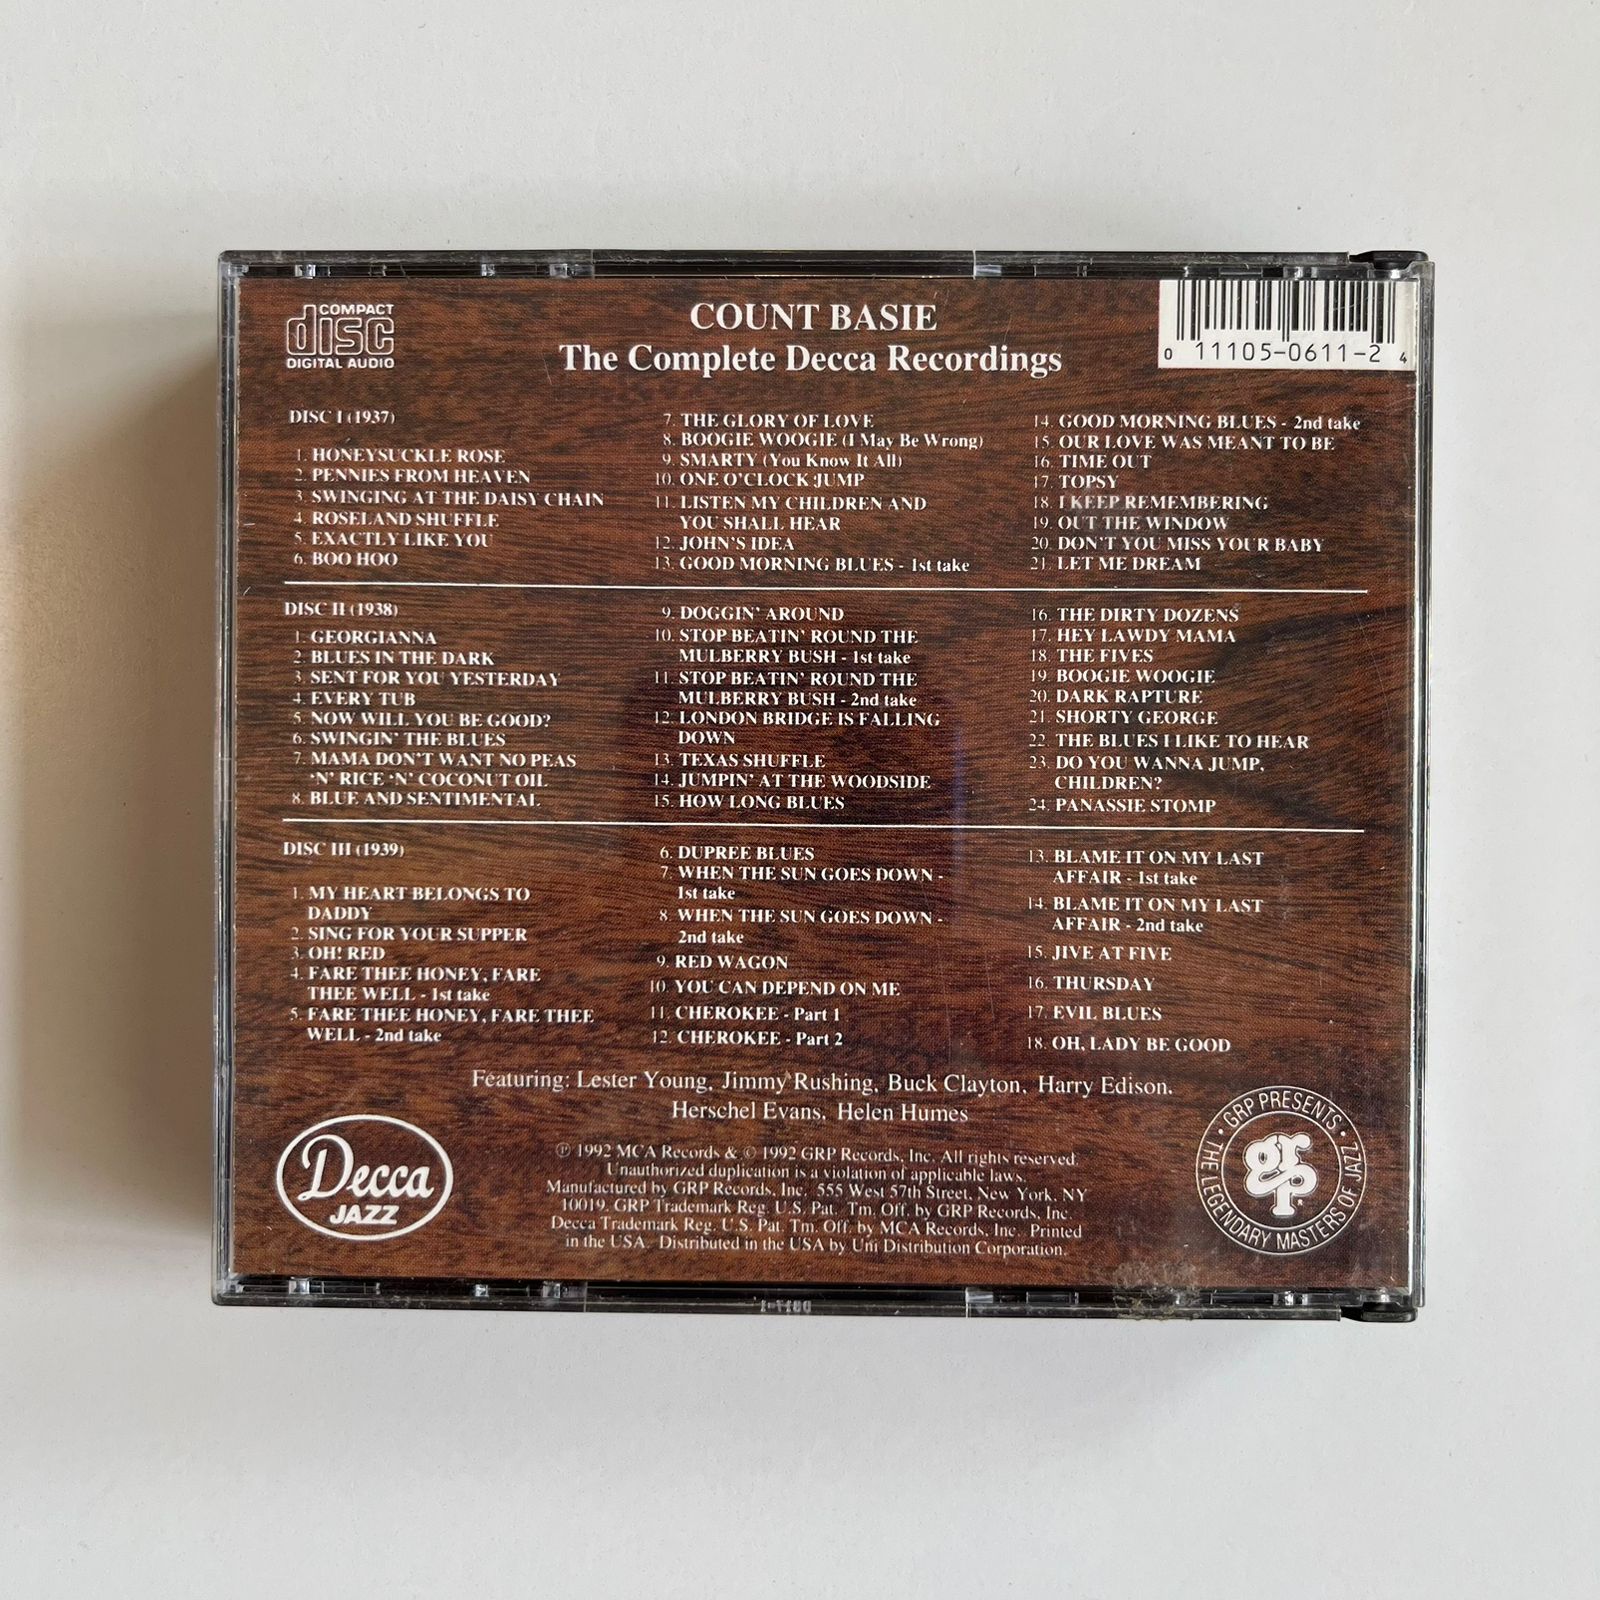 COMPACT
disc
DIGITAL AUDIO
COUNT BASIE
The Complete Decca Recordings
0 11105-0611-2 4
DISC I (1937)
1. HONEYSUCKLE ROSE
2. PENNIES FROM HEAVEN
3. SWINGING AT THE DAISY CHAIN
4. ROSELAND SHUFFLE
5. EXACTLY LIKE YOU
6. BOO HOO
7. THE GLORY OF LOVE
8. BOOGIE WOOGIE (I May Be Wrong)
9. SMARTY (You Know It All)
10. ONE O'CLOCK JUMP
11. LISTEN MY CHILDREN AND
YOU SHALL HEAR
12. JOHN'S IDEA
13. GOOD MORNING BLUES - 1st take
14. GOOD MORNING BLUES - 2nd take
15. OUR LOVE WAS MEANT TO BE
16. TIME OUT
17. TOPSY
18. I KEEP REMEMBERING
19. OUT THE WINDOW
20. DON'T YOU MISS YOUR BABY
21. LET ME DREAM
DISC II (1938)
1. GEORGIANNA
2. BLUES IN THE DARK
3. SENT FOR YOU YESTERDAY
4. EVERY TUB
5. NOW WILL YOU BE GOOD?
6. SWINGIN' THE BLUES
7. MAMA DON'T WANT NO PEAS
'N' RICE 'N' COCONUT OIL
8. BLUE AND SENTIMENTAL
9. DOGGIN' AROUND
10. STOP BEATIN' ROUND THE
MULBERRY BUSH - 1st take
11. STOP BEATIN' ROUND THE
MULBERRY BUSH - 2nd take
12. LONDON BRIDGE IS FALLING
DOWN
13. TEXAS SHUFFLE
14. JUMPIN' AT THE WOODSIDE
15. HOW LONG BLUES
16. THE DIRTY DOZENS
17. HEY LAWDY MAMA
18. THE FIVES
19. BOOGIE WOOGIE
20. DARK RAPTURE
21. SHORTY GEORGE
22. THE BLUES I LIKE TO HEAR
23. DO YOU WANNA JUMP,
CHILDREN?
24. PANASSIE STOMP
DISC III (1939)
1. MY HEART BELONGS TO
DADDY
2. SING FOR YOUR SUPPER
3. OH! RED
4. FARE THEE HONEY, FARE
THEE WELL - 1st take
5. FARE THEE HONEY, FARE THEE
WELL - 2nd take
6. DUPREE BLUES
7. WHEN THE SUN GOES DOWN -
1st take
8. WHEN THE SUN GOES DOWN -
2nd take
9. RED WAGON
10. YOU CAN DEPEND ON ME
11. CHEROKEE - Part 1
12. CHEROKEE - Part 2
13. BLAME IT ON MY LAST
AFFAIR - 1st take
14. BLAME IT ON MY LAST
AFFAIR - 2nd take
15. JIVE AT FIVE
16. THURSDAY
17. EVIL BLUES
18. OH, LADY BE GOOD
Featuring: Lester Young, Jimmy Rushing, Buck Clayton, Harry Edison,
Herschel Evans, Helen Humes
℗ 1992 MCA Records & © 1992 GRP Records, Inc. All rights reserved.
Unauthorized duplication is a violation of applicable laws.
Manufactured by GRP Records, Inc. 555 West 57th Street, New York, NY
10019. GRP Trademark Reg. U.S. Pat. Tm. Off. by GRP Records, Inc.
Decca Trademark Reg. U.S. Pat. Tm. Off. by MCA Records, Inc. Printed
in the USA. Distributed in the USA by Uni Distribution Corporation.
Decca
JAZZ
GRP PRESENTS • THE LEGENDARY MASTERS OF JAZZ •
grp